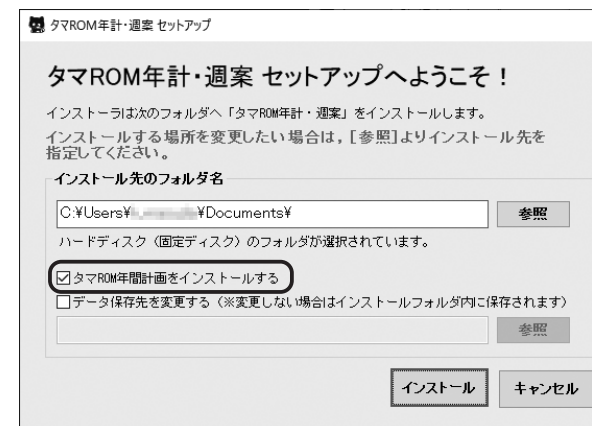 タマROM年計・週案 セットアップ
タマROM年計・週案 セットアップへようこそ！
インストーラは次のフォルダへ「タマROM年計・週案」をインストールします。
インストールする場所を変更したい場合は，[参照]よりインストール先を
指定してください。
インストール先のフォルダ名
C:¥Users¥ ¥Documents¥
参照
ハードディスク（固定ディスク）のフォルダが選択されています。
タマROM年間計画をインストールする
データ保存先を変更する（※変更しない場合はインストールフォルダ内に保存されます）
参照
インストール
キャンセル